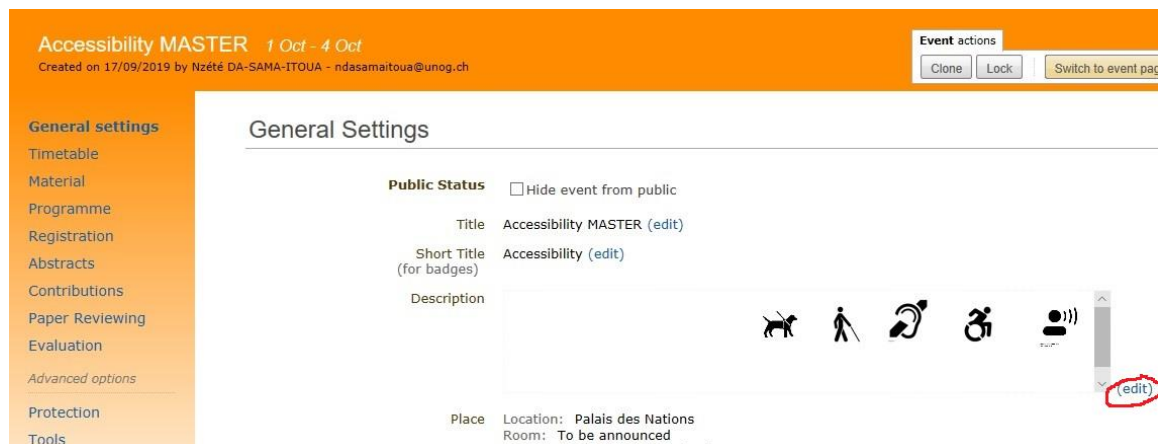 Accessibility MASTER 1 Oct - 4 Oct
Created on 17/09/2019 by Nzété DA-SAMA-ITOUA - ndasamaitoua@unog.ch
Event actions
Clone Lock Switch to event pag
General settings
Timetable
Material
Programme
Registration
Abstracts
Contributions
Paper Reviewing
Evaluation
Advanced options
Protection
Tools
General Settings
Public Status Hide event from public
Title Accessibility MASTER (edit)
Short Title Accessibility (edit)
(for badges)
Description
(edit)
Place Location: Palais des Nations
Room: To be announced